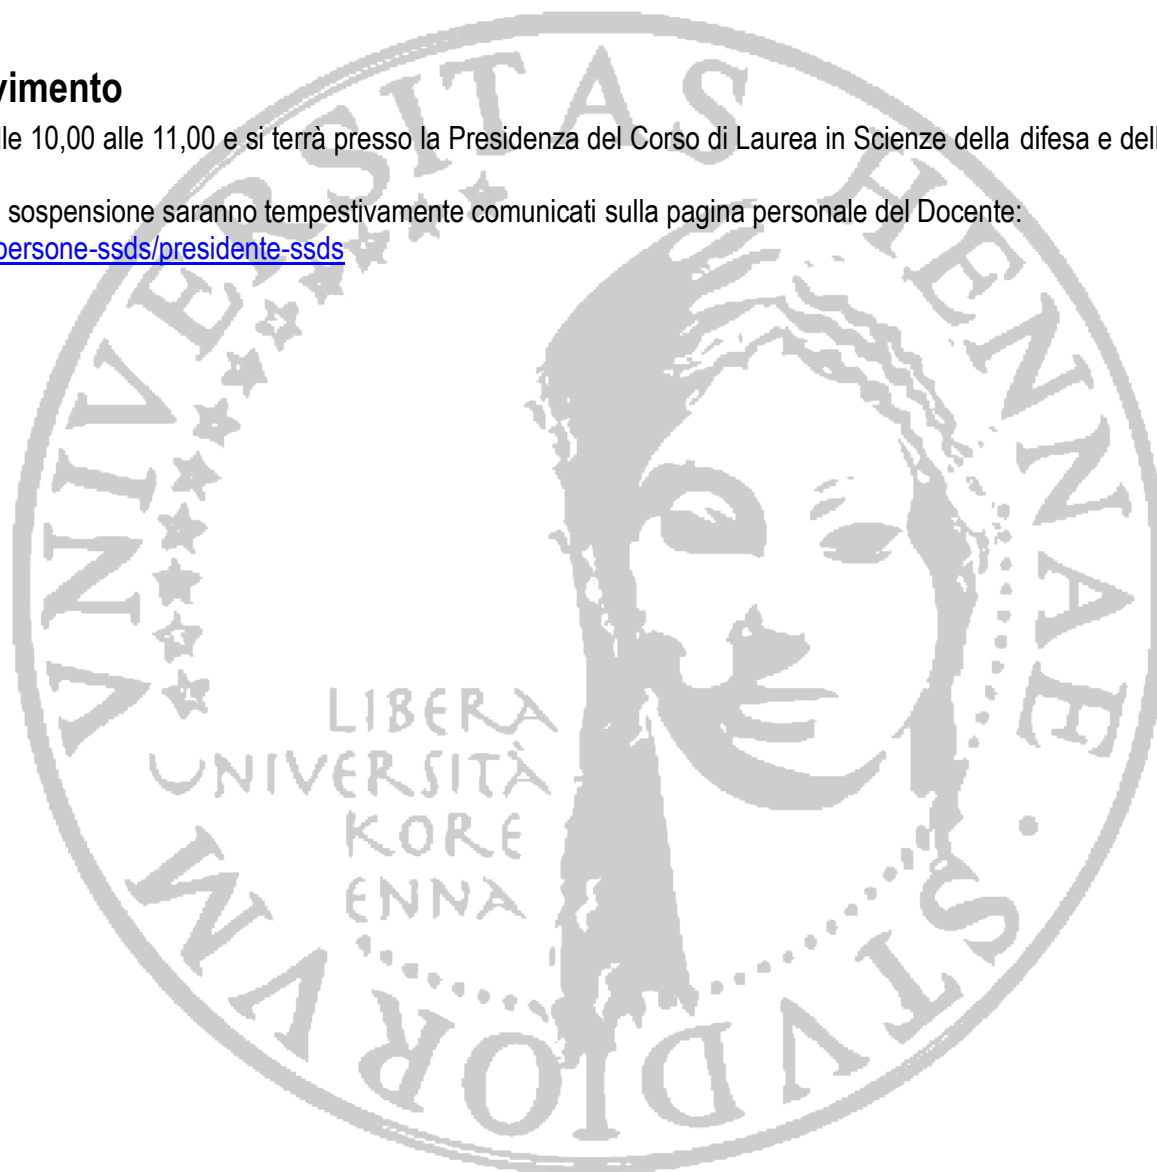 vimento
lle 10,00 alle 11,00 e si terrà presso la Presidenza del Corso di Laurea in Scienze della difesa e dell
sospensione saranno tempestivamente comunicati sulla pagina personale del Docente:
persone-ssds/presidente-ssds
VNIVERSITAS HENNAE · STVDIORVM
LIBERA
UNIVERSITÀ
KORE
ENNA